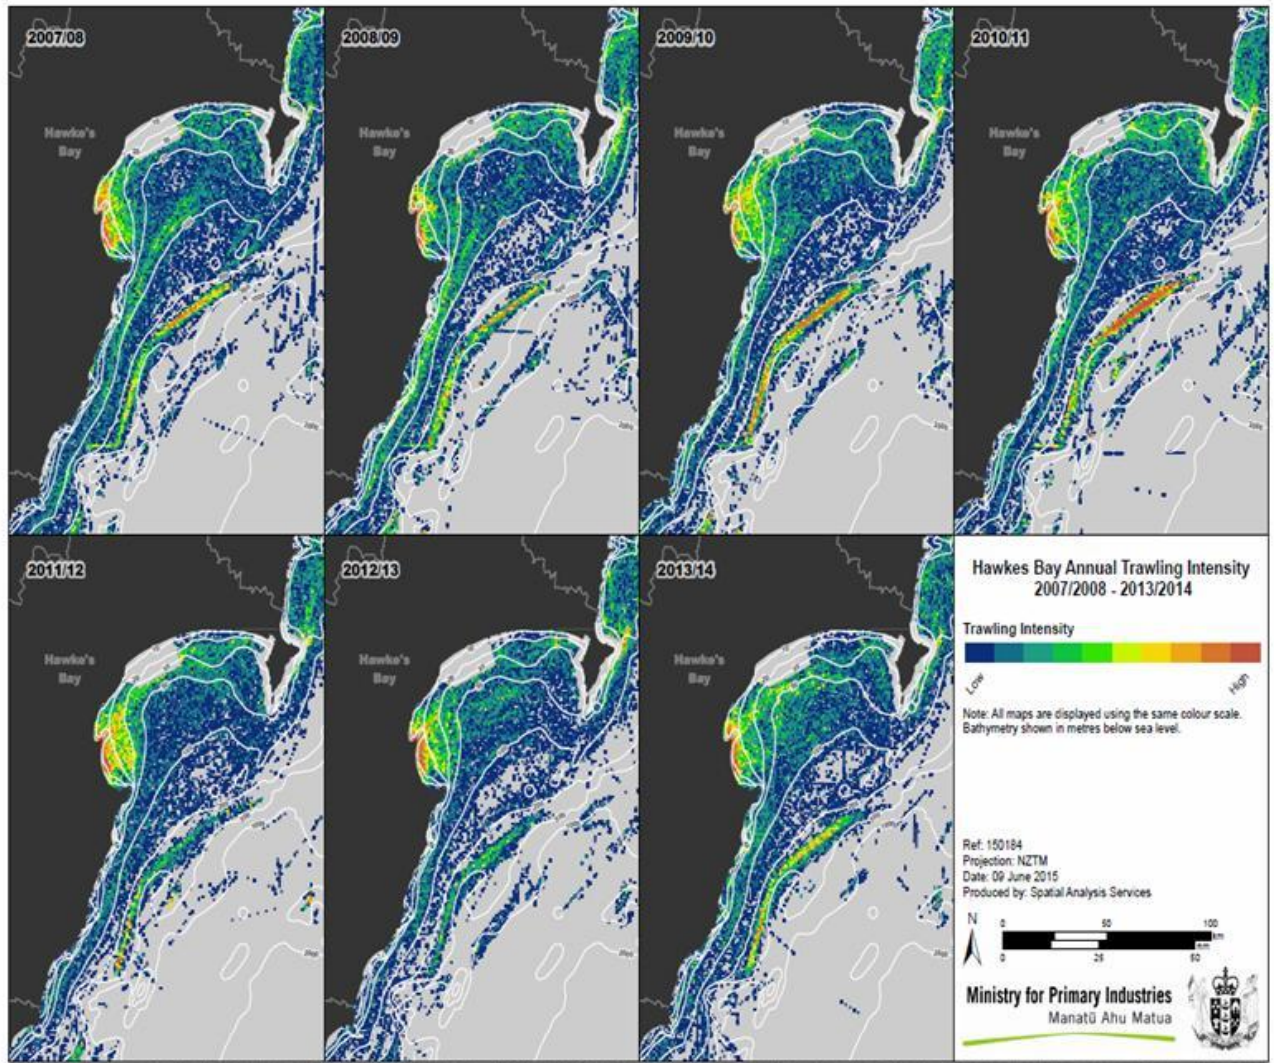 2007/08
2008/09
2009/10
2010/11
Hawke's
Bay
Hawke's
Bay
Hawke's
Bay
Hawke's
Bay
2011/12
2012/13
2013/14
Hawke's
Bay
Hawke's
Bay
Hawke's
Bay
Hawkes Bay Annual Trawling Intensity
2007/2008 - 2013/2014
Trawling Intensity
Low
High
Note: All maps are displayed using the same colour scale.
Bathymetry shown in metres below sea level.
Ref: 150184
Projection: NZTM
Date: 09 June 2015
Produced by: Spatial Analysis Services
N
0 50 100
km
0 25 50
Ministry for Primary Industries
Manatū Ahu Matua